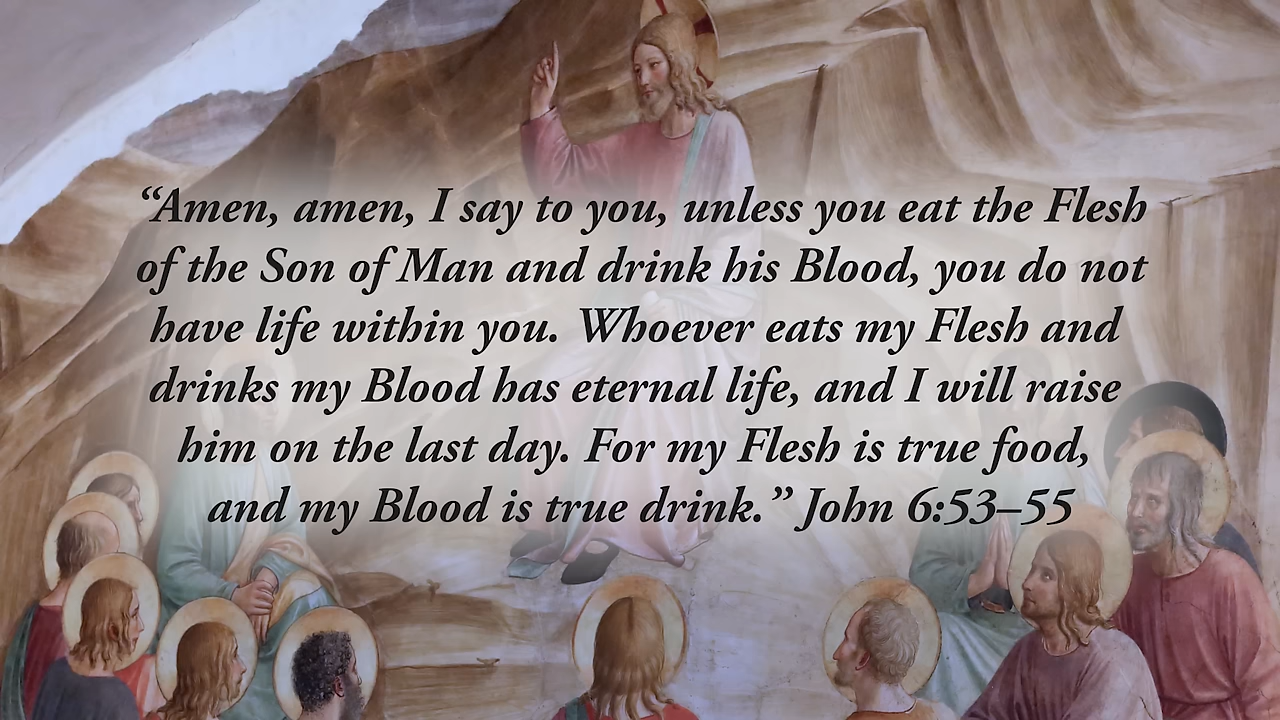 “Amen, amen, I say to you, unless you eat the Flesh
of the Son of Man and drink his Blood, you do not
have life within you. Whoever eats my Flesh and
drinks my Blood has eternal life, and I will raise
him on the last day. For my Flesh is true food,
and my Blood is true drink.” John 6:53–55